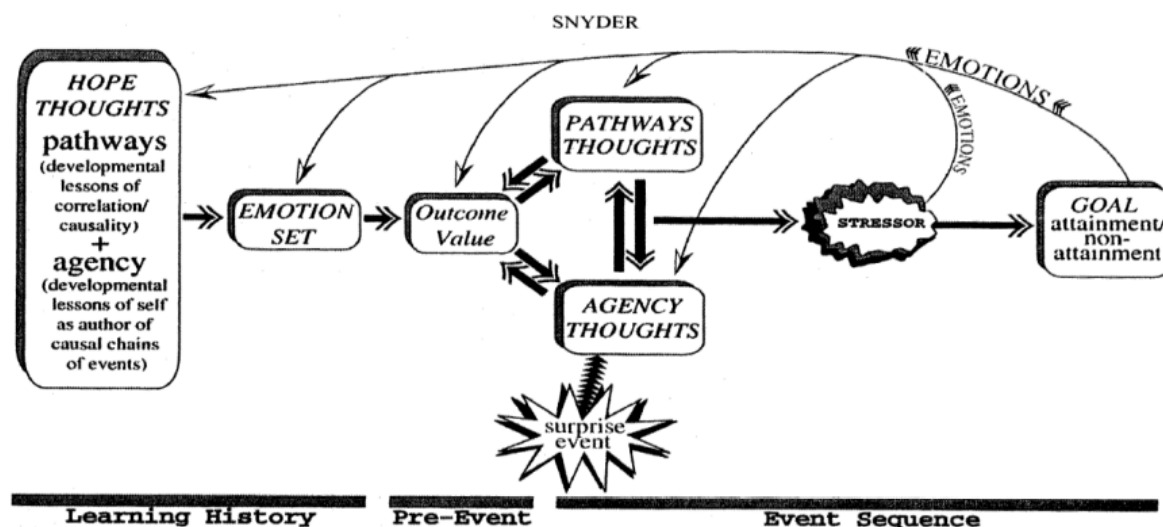 SNYDER
HOPE
THOUGHTS
pathways
(developmental
lessons of
correlation/
causality)
+
agency
(developmental
lessons of self
as author of
causal chains
of events)
EMOTION
SET
Outcome
Value
PATHWAYS
THOUGHTS
AGENCY
THOUGHTS
surprise
event
STRESSOR
EMOTIONS
EMOTIONS
GOAL
attainment/
non-
attainment
Learning History
Pre-Event
Event Sequence